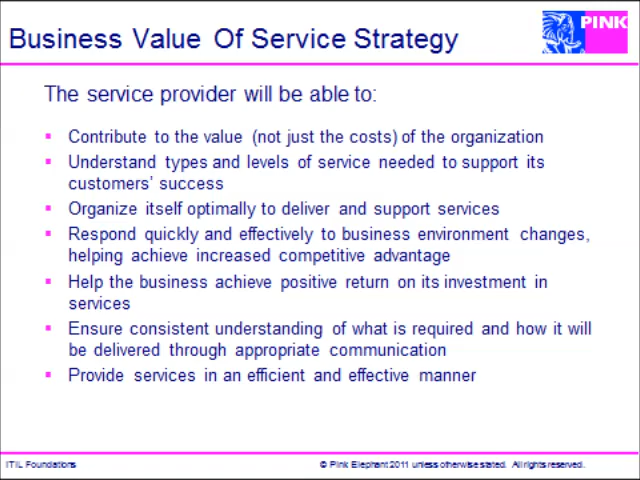 Business Value Of Service Strategy
PINK
The service provider will be able to:
Contribute to the value (not just the costs) of the organization
Understand types and levels of service needed to support its
customers' success
Organize itself optimally to deliver and support services
Respond quickly and effectively to business environment changes,
helping achieve increased competitive advantage
Help the business achieve positive return on its investment in
services
Ensure consistent understanding of what is required and how it will
be delivered through appropriate communication
Provide services in an efficient and effective manner
ITIL Foundations
© Pink Elephant 2011 unless otherwise stated. All rights reserved.